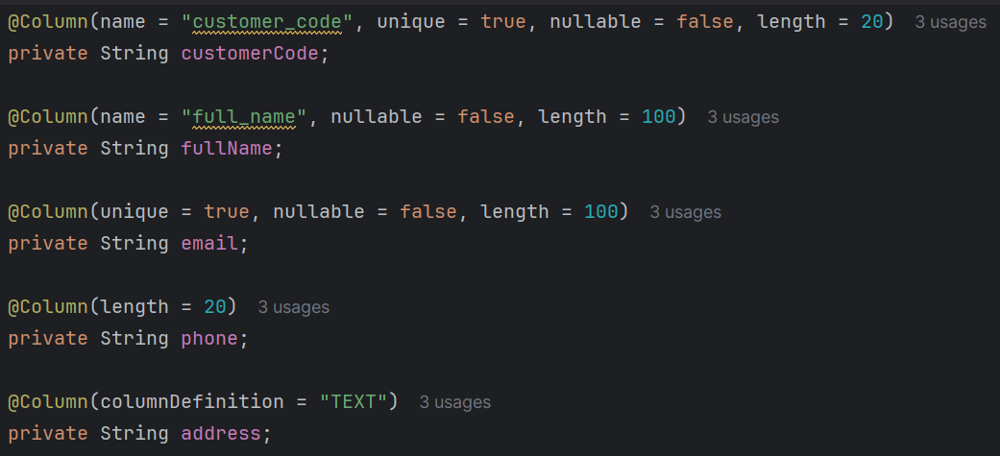 @Column(name = "customer_code", unique = true, nullable = false, length = 20) 3 usages
private String customerCode;
@Column(name = "full_name", nullable = false, length = 100) 3 usages
private String fullName;
@Column(unique = true, nullable = false, length = 100) 3 usages
private String email;
@Column(length = 20) 3 usages
private String phone;
@Column(columnDefinition = "TEXT") 3 usages
private String address;